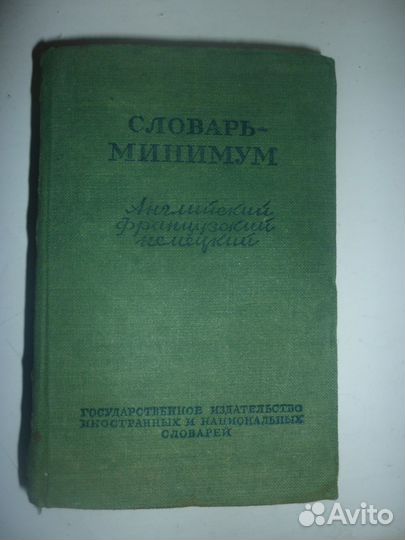 СЛОВАРЬ-
МИНИМУМ
Английский
французский
немецкий
ГОСУДАРСТВЕННОЕ ИЗДАТЕЛЬСТВО
ИНОСТРАННЫХ И НАЦИОНАЛЬНЫХ
СЛОВАРЕЙ
Avito